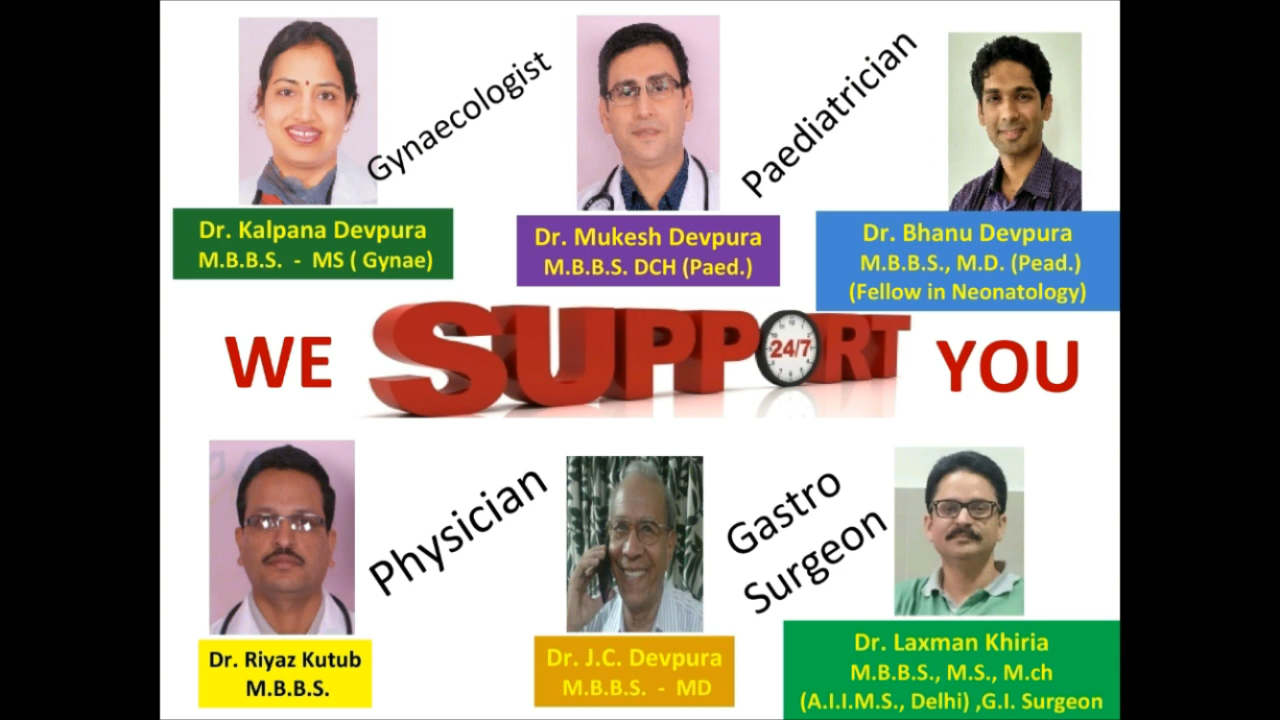 Gynaecologist
Paediatrician
Dr. Kalpana Devpura
M.B.B.S. - MS ( Gynae)
Dr. Mukesh Devpura
M.B.B.S. DCH (Paed.)
Dr. Bhanu Devpura
M.B.B.S., M.D. (Pead.)
(Fellow in Neonatology)
WE SUPPORT YOU
24/7
Physician
Gastro
Surgeon
Dr. Riyaz Kutub
M.B.B.S.
Dr. J.C. Devpura
M.B.B.S. - MD
Dr. Laxman Khiria
M.B.B.S., M.S., M.ch
(A.I.I.M.S., Delhi) ,G.I. Surgeon